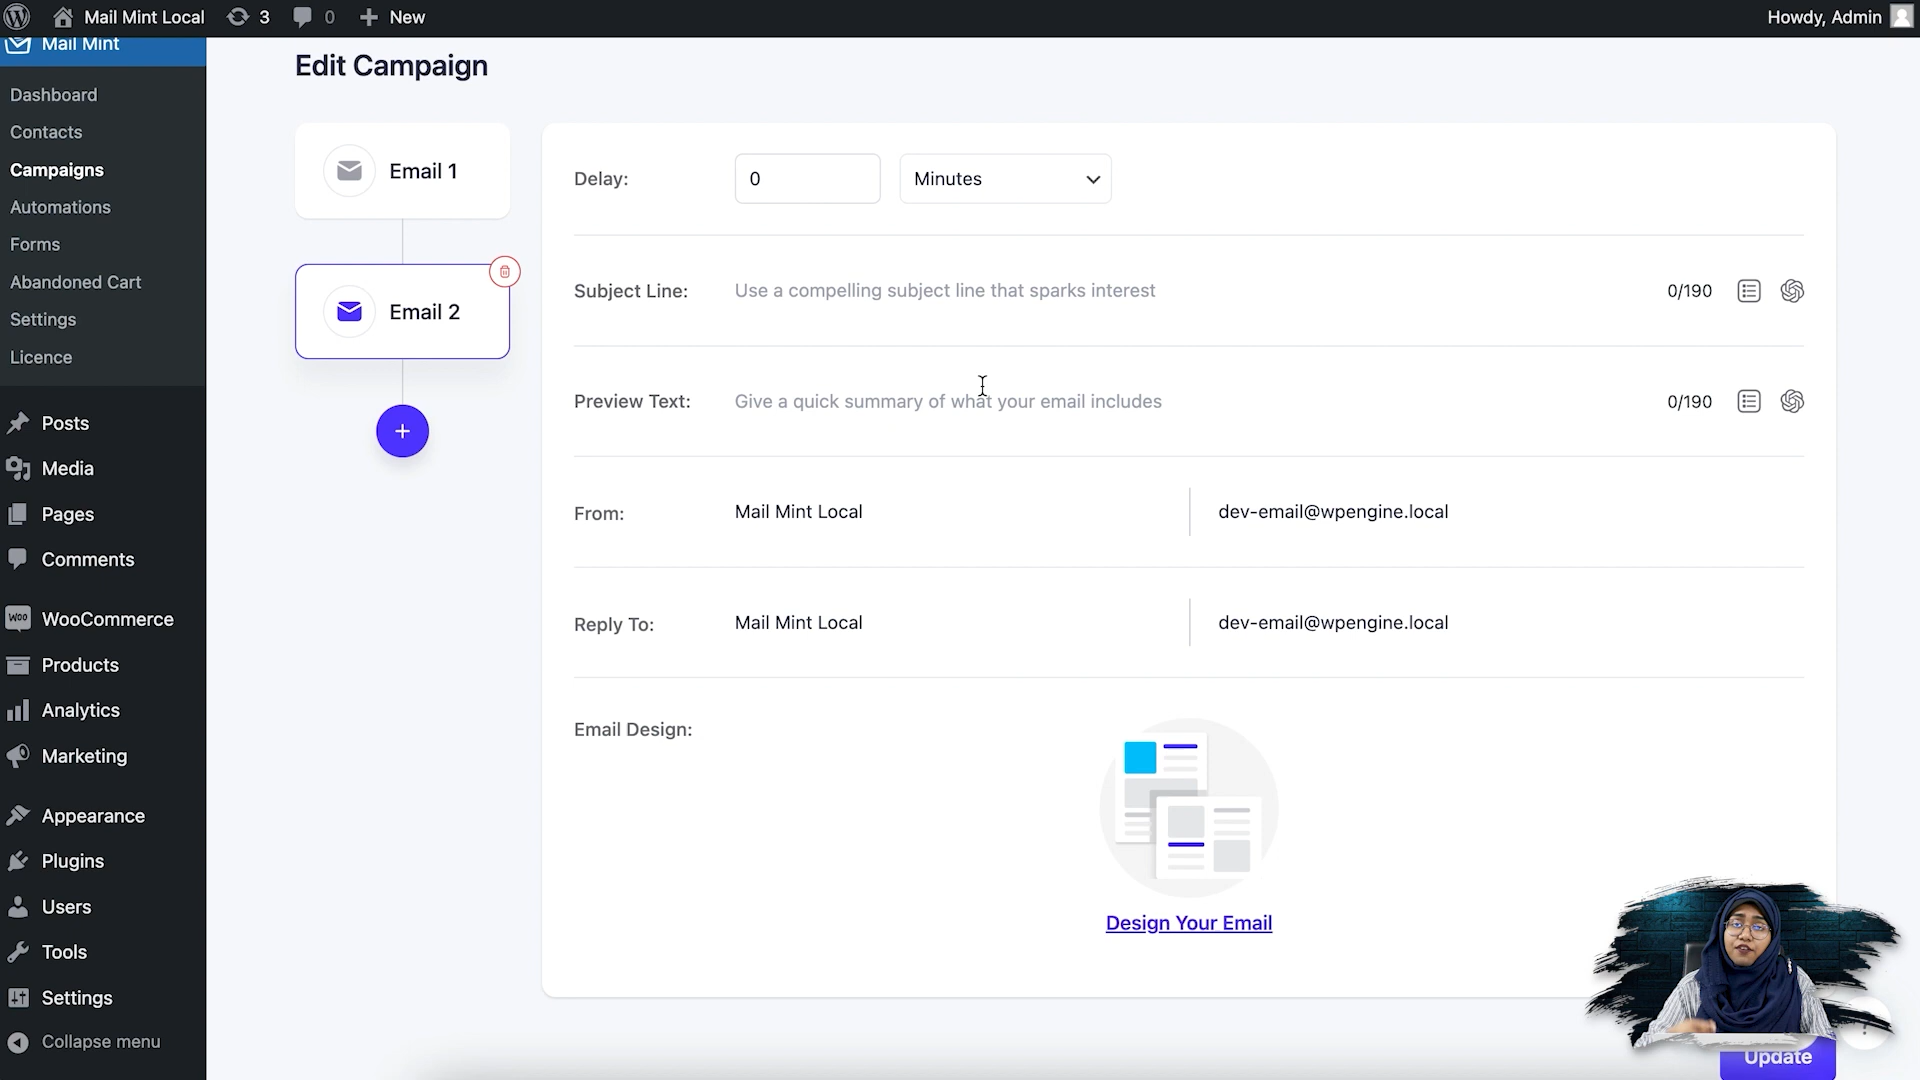 Mail Mint Local
3
0
New
Howdy, Admin
Mail Mint
Dashboard
Contacts
Campaigns
Automations
Forms
Abandoned Cart
Settings
Licence
Posts
Media
Pages
Comments
WOO
WooCommerce
Products
Analytics
Marketing
Appearance
Plugins
Users
Tools
Settings
Collapse menu
Edit Campaign
Email 1
Email 2
+
Delay:
0
Minutes
Subject Line:
Use a compelling subject line that sparks interest
0/190
Preview Text:
Give a quick summary of what your email includes
0/190
From:
Mail Mint Local
dev-email@wpengine.local
Reply To:
Mail Mint Local
dev-email@wpengine.local
Email Design:
Design Your Email
Update